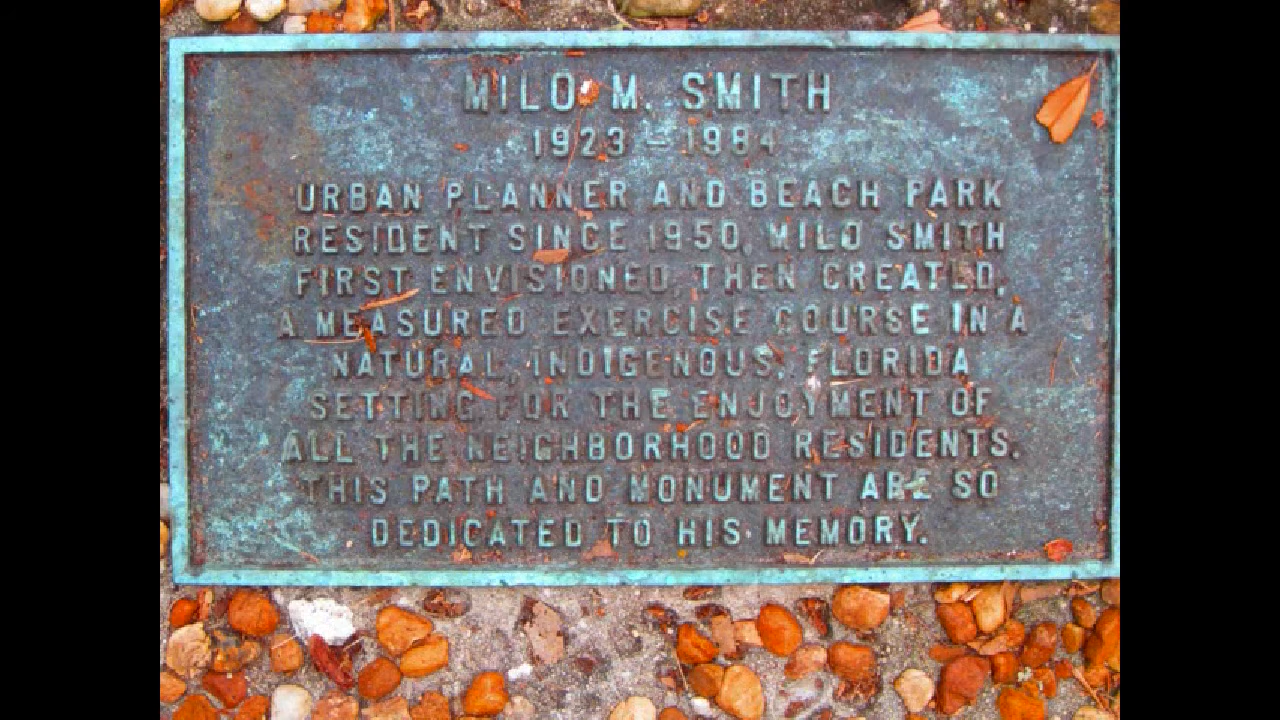 MILO M. SMITH
1923 – 1984
URBAN PLANNER AND BEACH PARK
RESIDENT SINCE 1950, MILO SMITH
FIRST ENVISIONED, THEN CREATED,
A MEASURED EXERCISE COURSE IN A
NATURAL, INDIGENOUS, FLORIDA
SETTING FOR THE ENJOYMENT OF
ALL THE NEIGHBORHOOD RESIDENTS.
THIS PATH AND MONUMENT ARE SO
DEDICATED TO HIS MEMORY.